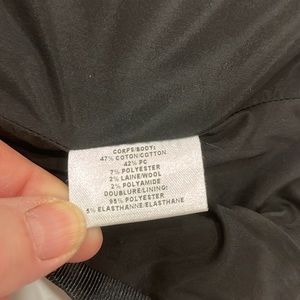 CORPS/BODY:
47% COTON/COTTON
42% PC
7% POLYESTER
2% LAINE/WOOL
2% POLYAMIDE
DOUBLURE/LINING:
95% POLYESTER
5% ELASTHANNE/ELASTHANE